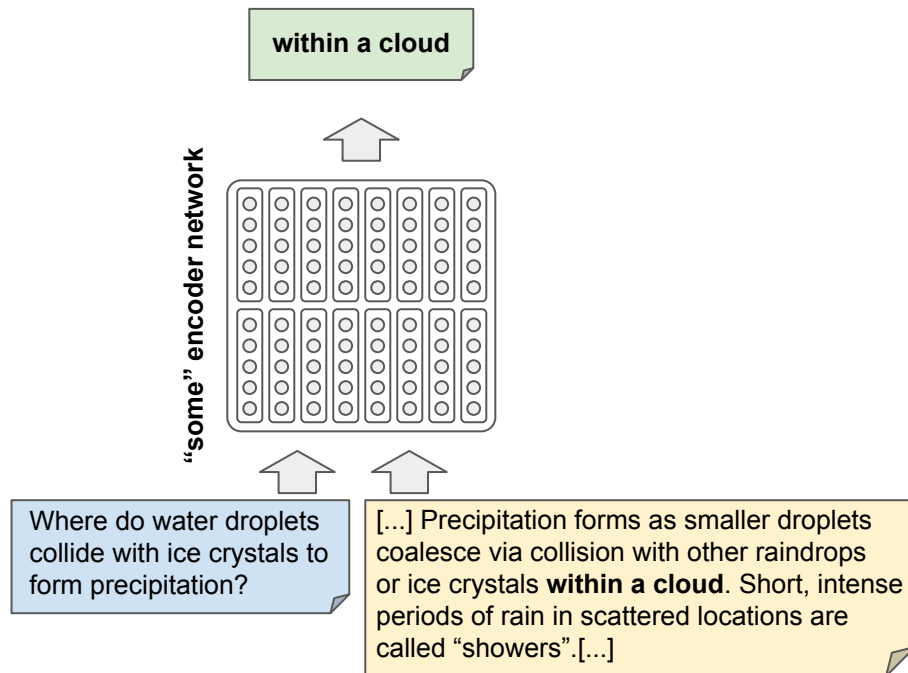 within a cloud
“some” encoder network
Where do water droplets
collide with ice crystals to
form precipitation?
[...] Precipitation forms as smaller droplets
coalesce via collision with other raindrops
or ice crystals within a cloud. Short, intense
periods of rain in scattered locations are
called “showers”.[...]